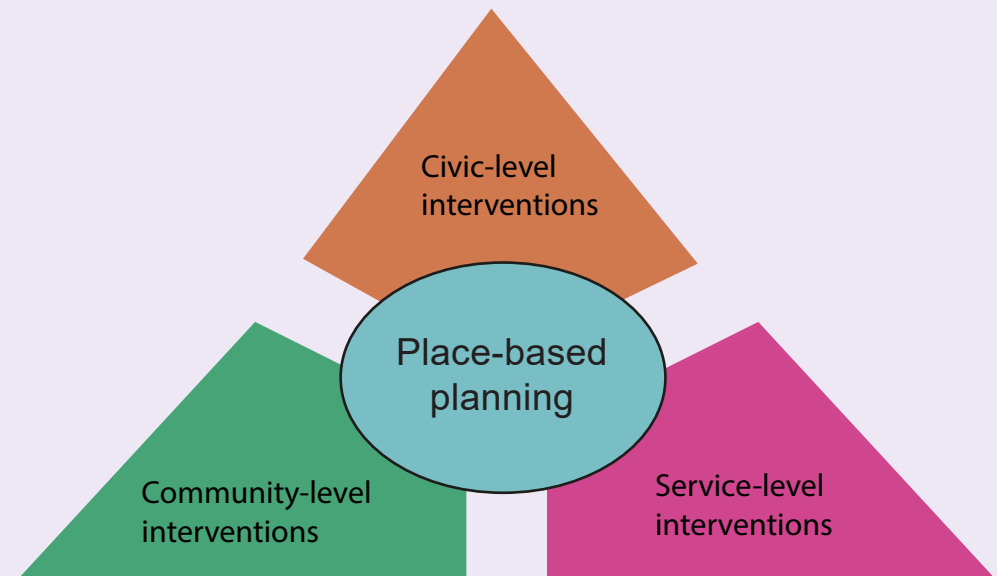 Civic-level
interventions
Place-based
planning
Community-level
interventions
Service-level
interventions